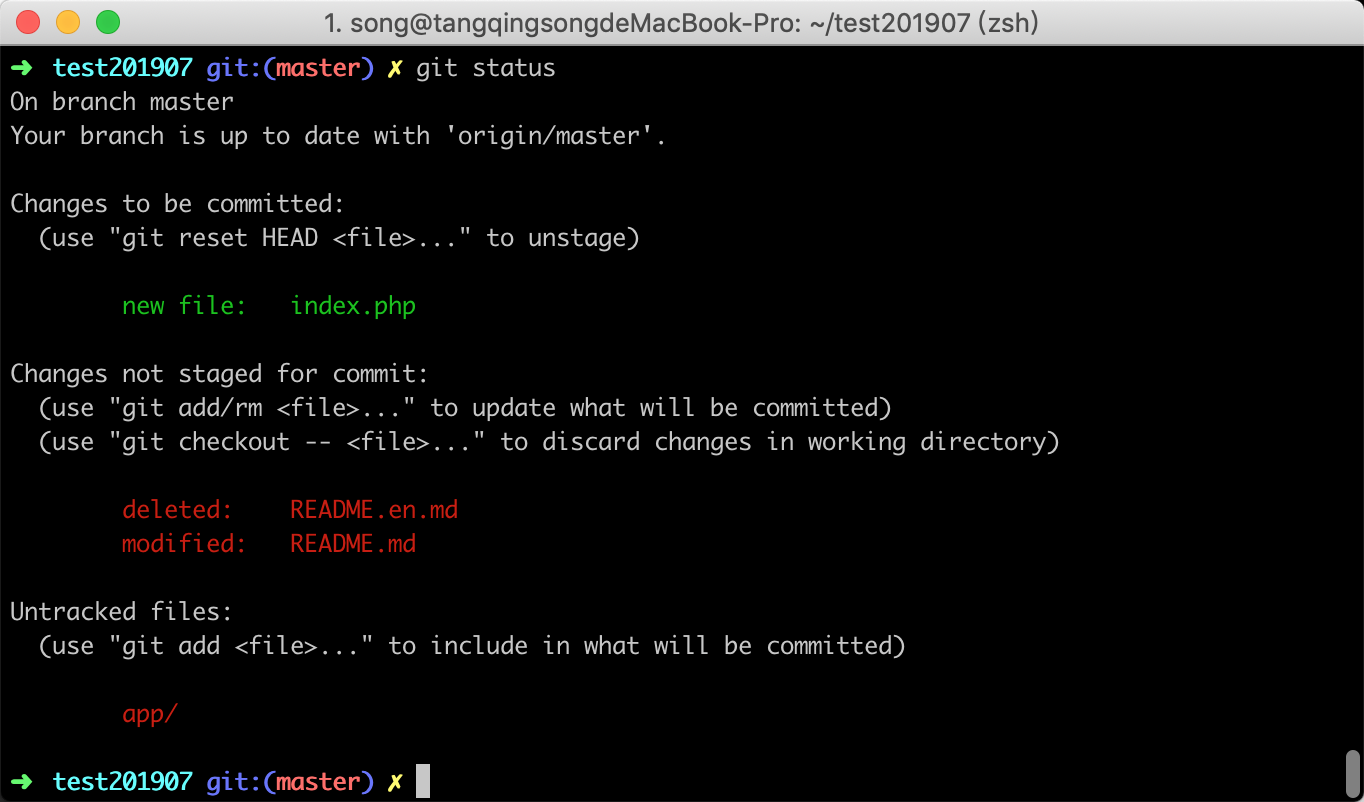 1. song@tangqingsongdeMacBook-Pro: ~/test201907 (zsh)
➜  test201907 git:(master) ✗ git status
On branch master
Your branch is up to date with 'origin/master'.

Changes to be committed:
  (use "git reset HEAD <file>..." to unstage)

        new file:   index.php

Changes not staged for commit:
  (use "git add/rm <file>..." to update what will be committed)
  (use "git checkout -- <file>..." to discard changes in working directory)

        deleted:    README.en.md
        modified:   README.md

Untracked files:
  (use "git add <file>..." to include in what will be committed)

        app/

➜  test201907 git:(master) ✗